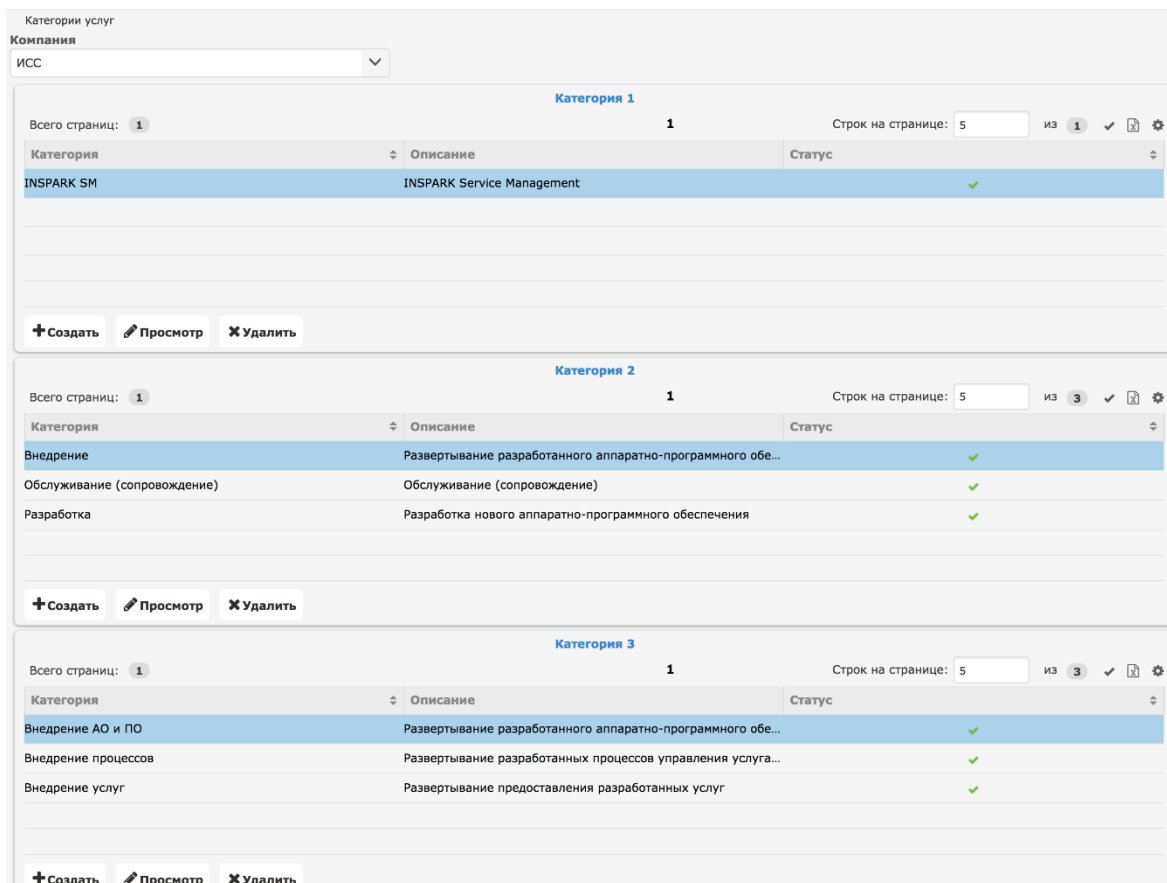 Категории услуг
Компания
ИСС
Категория 1
Всего страниц: 1 1 Строк на странице: 5 из 1
Категория Описание Статус
INSPARK SM INSPARK Service Management
Создать Просмотр Удалить
Категория 2
Всего страниц: 1 1 Строк на странице: 5 из 3
Категория Описание Статус
Внедрение Развертывание разработанного аппаратно-программного обе...
Обслуживание (сопровождение) Обслуживание (сопровождение)
Разработка Разработка нового аппаратно-программного обеспечения
Создать Просмотр Удалить
Категория 3
Всего страниц: 1 1 Строк на странице: 5 из 3
Категория Описание Статус
Внедрение АО и ПО Развертывание разработанного аппаратно-программного обе...
Внедрение процессов Развертывание разработанных процессов управления услуга...
Внедрение услуг Развертывание предоставления разработанных услуг
Создать Просмотр Удалить